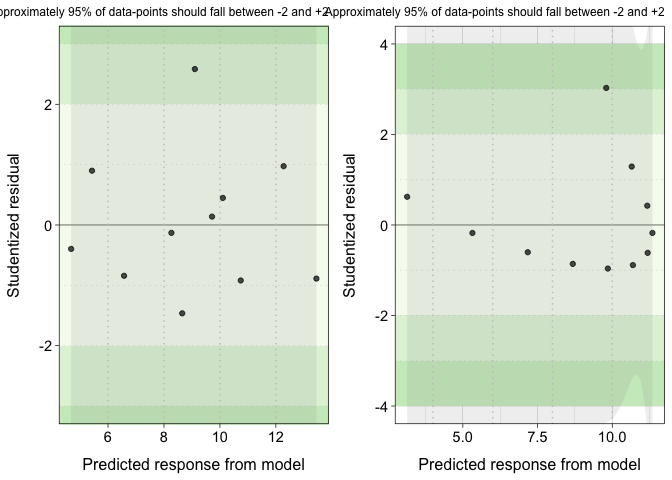 pproximately 95% of data-points should fall between -2 and +2
Approximately 95% of data-points should fall between -2 and +2
Studentized residual
2
0
-2
6
8
10
12
Predicted response from model
Studentized residual
4
2
0
-2
-4
5.0
7.5
10.0
Predicted response from model